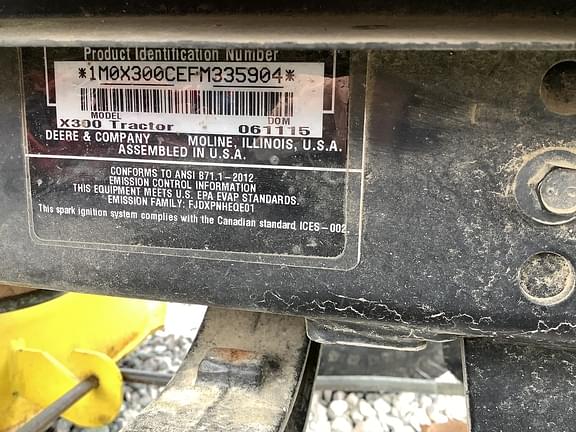 Product Identification Number
*1M0X300CEFM335904*
MODEL DOM
X300 Tractor 061115
DEERE & COMPANY MOLINE, ILLINOIS, U.S.A.
ASSEMBLED IN U.S.A.
CONFORMS TO ANSI B71.1-2012
EMISSION CONTROL INFORMATION
THIS EQUIPMENT MEETS U.S. EPA EVAP STANDARDS.
EMISSION FAMILY: FJDXPNHEQE01
This spark ignition system complies with the Canadian standard ICES-002.